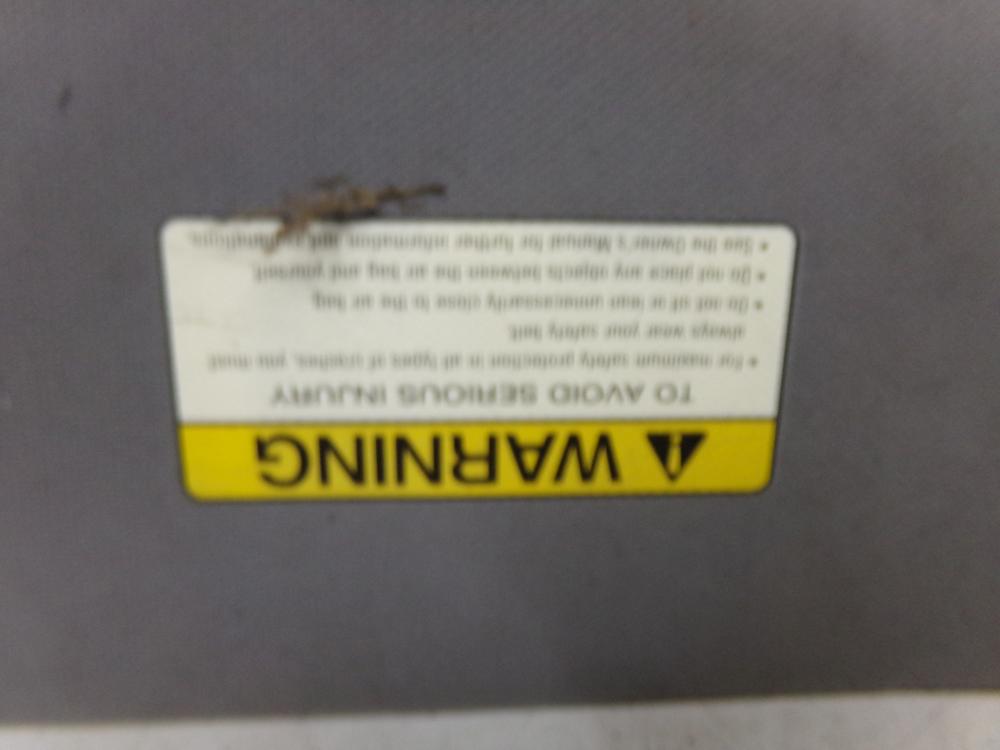 WARNING
TO AVOID SERIOUS INJURY
• For maximum safety protection in all types of crashes, you must
always wear your safety belt.
• Do not sit or lean unnecessarily close to the air bag.
• Do not place any objects between the air bag and yourself.
• See the Owner's Manual for further information and explanations.